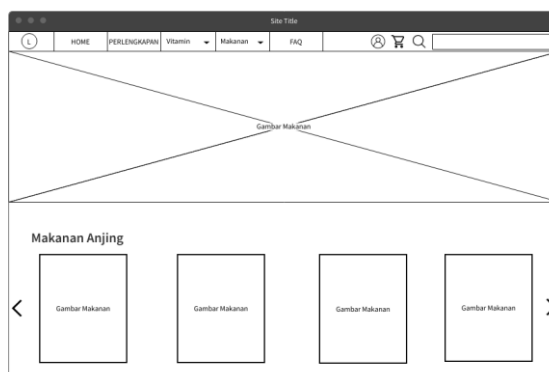 Site Title
L HOME PERLENGKAPAN Vitamin Makanan FAQ
Gambar Makanan
Makanan Anjing
Gambar Makanan Gambar Makanan Gambar Makanan Gambar Makanan